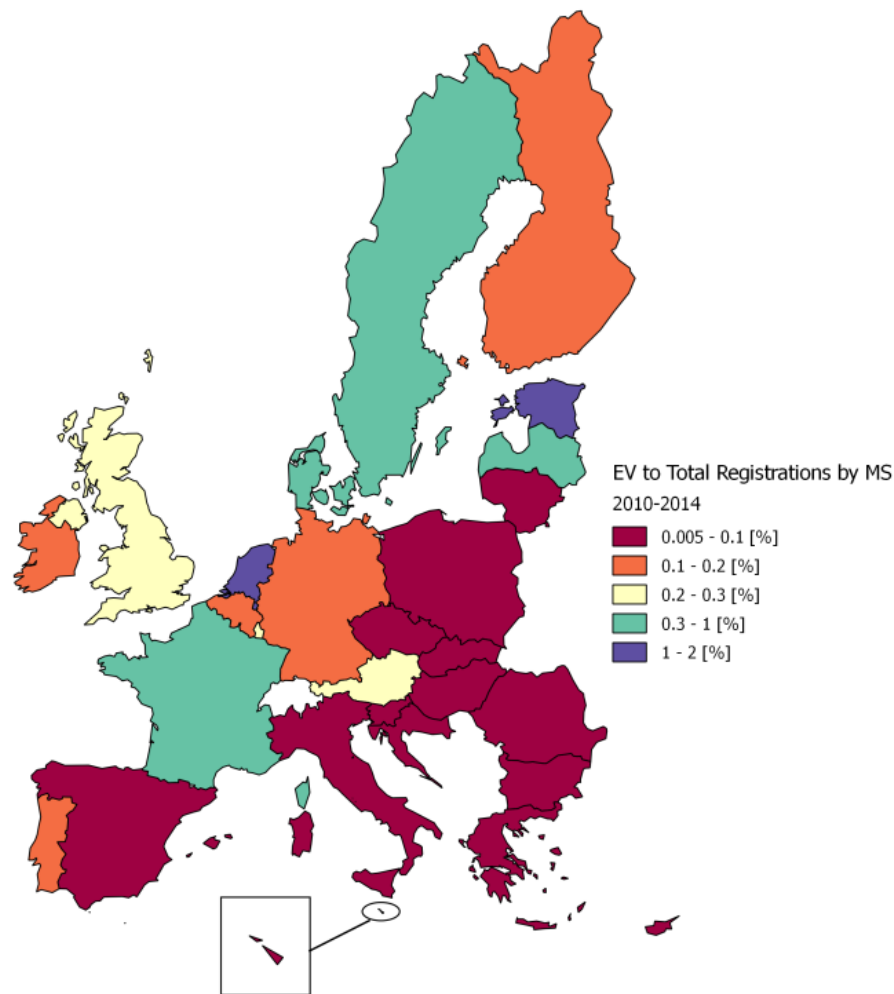 EV to Total Registrations by MS
2010-2014
0.005 - 0.1 [%]
0.1 - 0.2 [%]
0.2 - 0.3 [%]
0.3 - 1 [%]
1 - 2 [%]